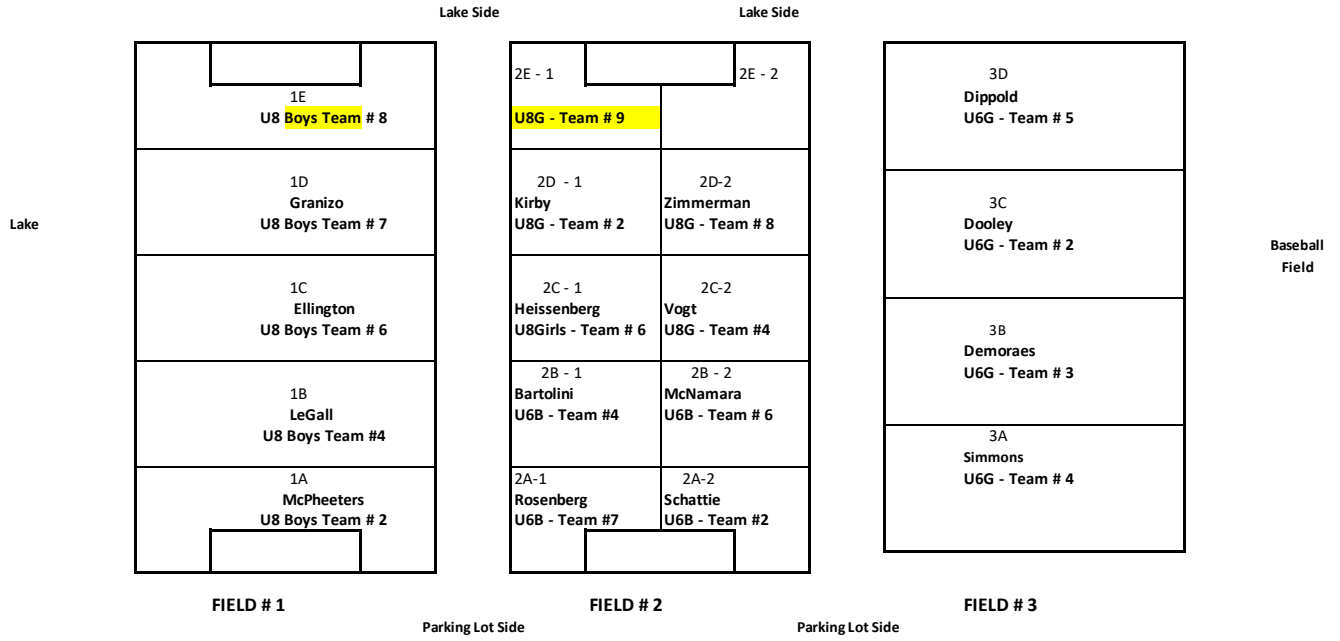 Lake Side
Lake Side
1E
U8 Boys Team # 8
1D
Granizo
U8 Boys Team # 7
1C
Ellington
U8 Boys Team # 6
1B
LeGall
U8 Boys Team #4
1A
McPheeters
U8 Boys Team # 2
2E - 1
2E - 2
U8G - Team # 9
2D - 1
Kirby
U8G - Team # 2
2D-2
Zimmerman
U8G - Team # 8
2C - 1
Heissenberg
U8Girls - Team # 6
2C-2
Vogt
U8G - Team #4
2B - 1
Bartolini
U6B - Team #4
2B - 2
McNamara
U6B - Team # 6
2A-1
Rosenberg
U6B - Team #7
2A-2
Schattie
U6B - Team #2
3D
Dippold
U6G - Team # 5
3C
Dooley
U6G - Team # 2
3B
Demoraes
U6G - Team # 3
3A
Simmons
U6G - Team # 4
Lake
Baseball
Field
FIELD # 1
FIELD # 2
FIELD # 3
Parking Lot Side
Parking Lot Side